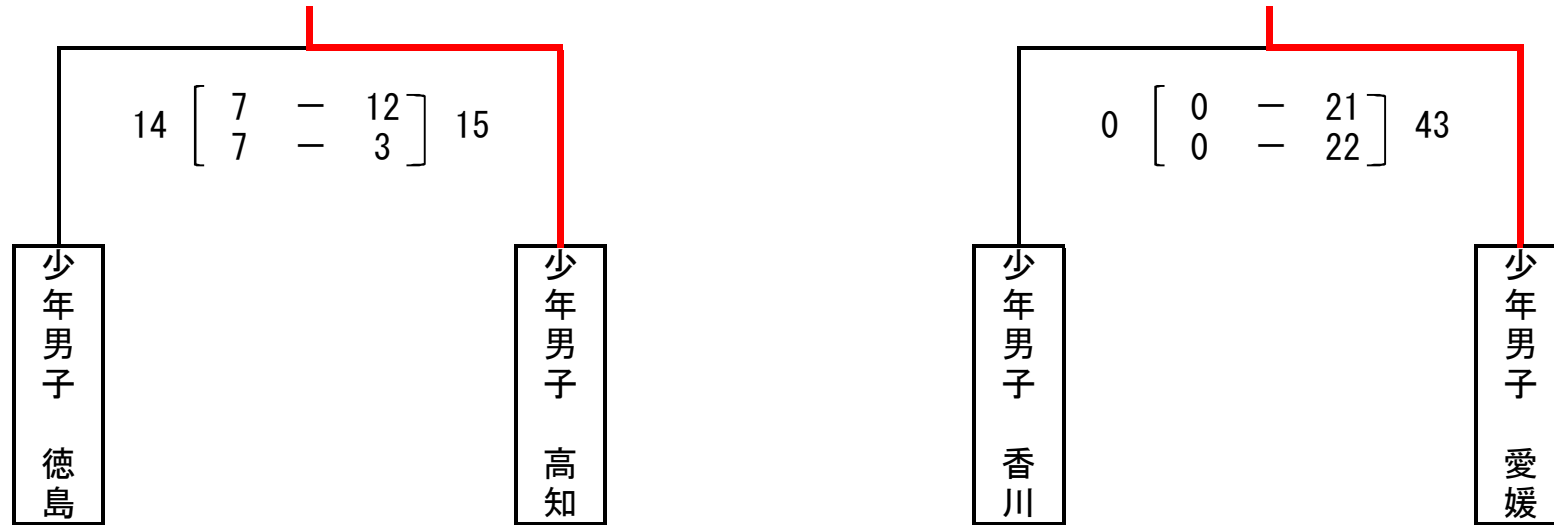 14 7 － 12 15
7 － 3
0 0 － 21 43
0 － 22
少年男子 徳島
少年男子 高知
少年男子 香川
少年男子 愛媛